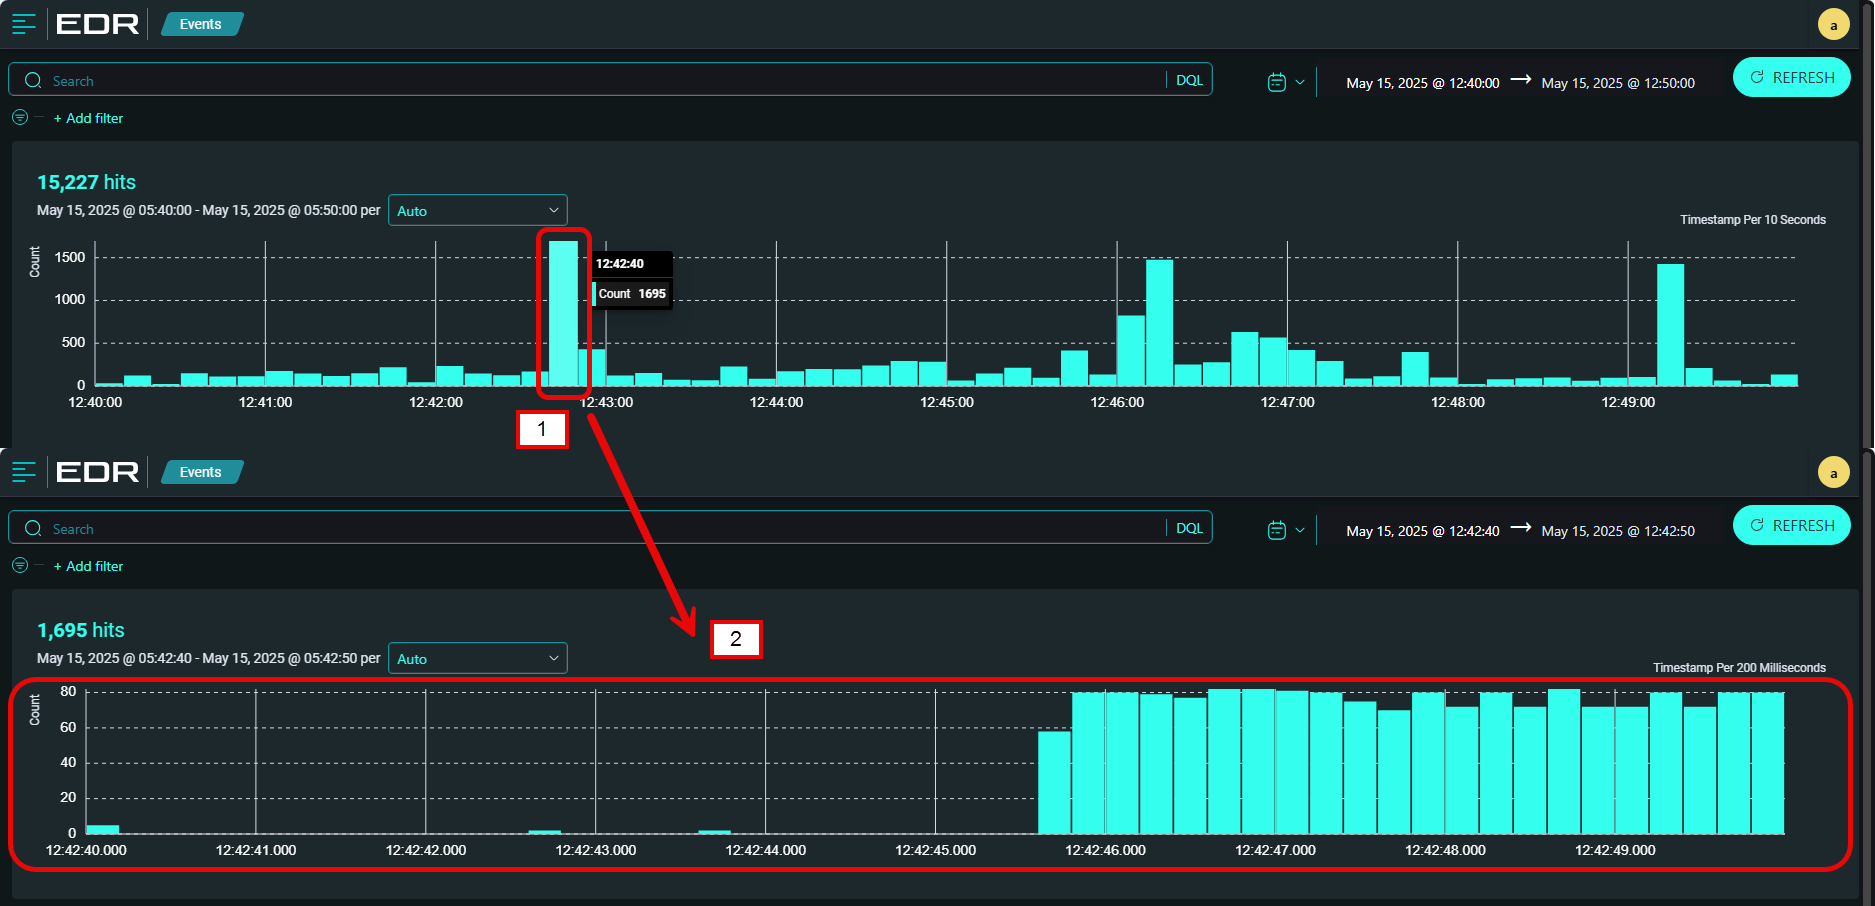 EDR Events a
Search DQL May 15, 2025 @ 12:40:00 → May 15, 2025 @ 12:50:00 REFRESH
+ Add filter
15,227 hits
May 15, 2025 @ 05:40:00 - May 15, 2025 @ 05:50:00 per Auto
Timestamp Per 10 Seconds
Count
1500
1000
500
0
12:42:40
Count 1695
12:40:00 12:41:00 12:42:00 12:43:00 12:44:00 12:45:00 12:46:00 12:47:00 12:48:00 12:49:00
1
EDR Events a
Search DQL May 15, 2025 @ 12:42:40 → May 15, 2025 @ 12:42:50 REFRESH
+ Add filter
1,695 hits
2
May 15, 2025 @ 05:42:40 - May 15, 2025 @ 05:42:50 per Auto
Timestamp Per 200 Milliseconds
Count
80
60
40
20
0
12:42:40.000 12:42:41.000 12:42:42.000 12:42:43.000 12:42:44.000 12:42:45.000 12:42:46.000 12:42:47.000 12:42:48.000 12:42:49.000